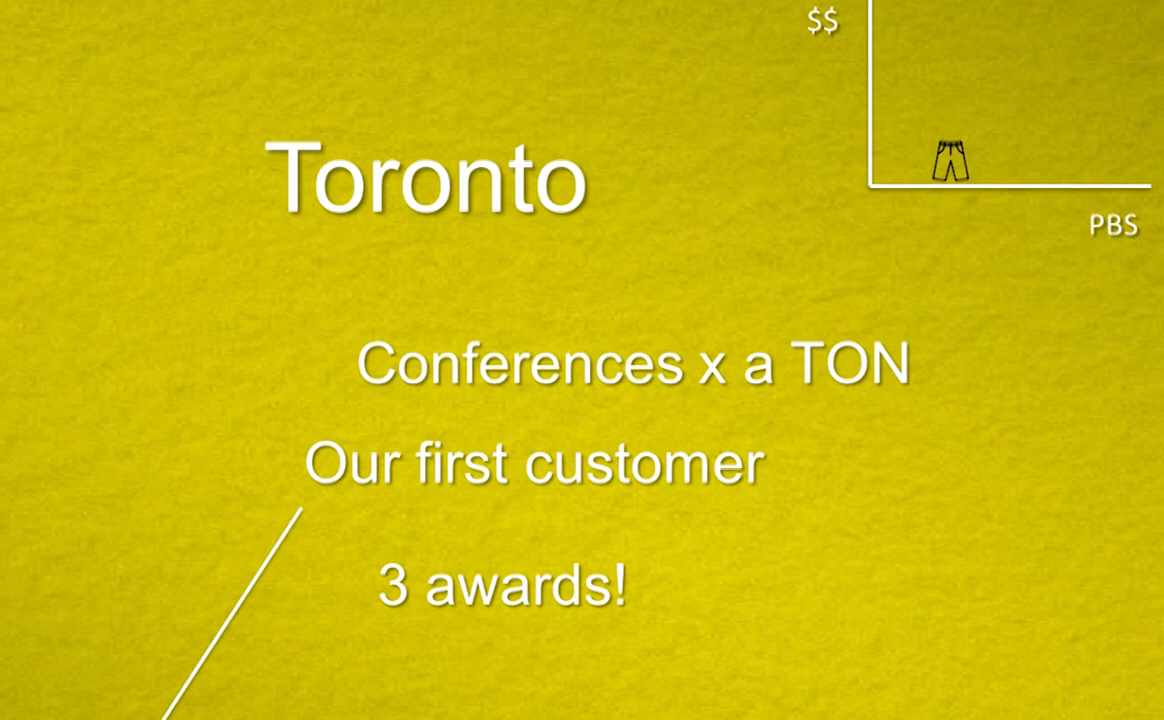 $$
PBS
Toronto
Conferences x a TON
Our first customer
3 awards!